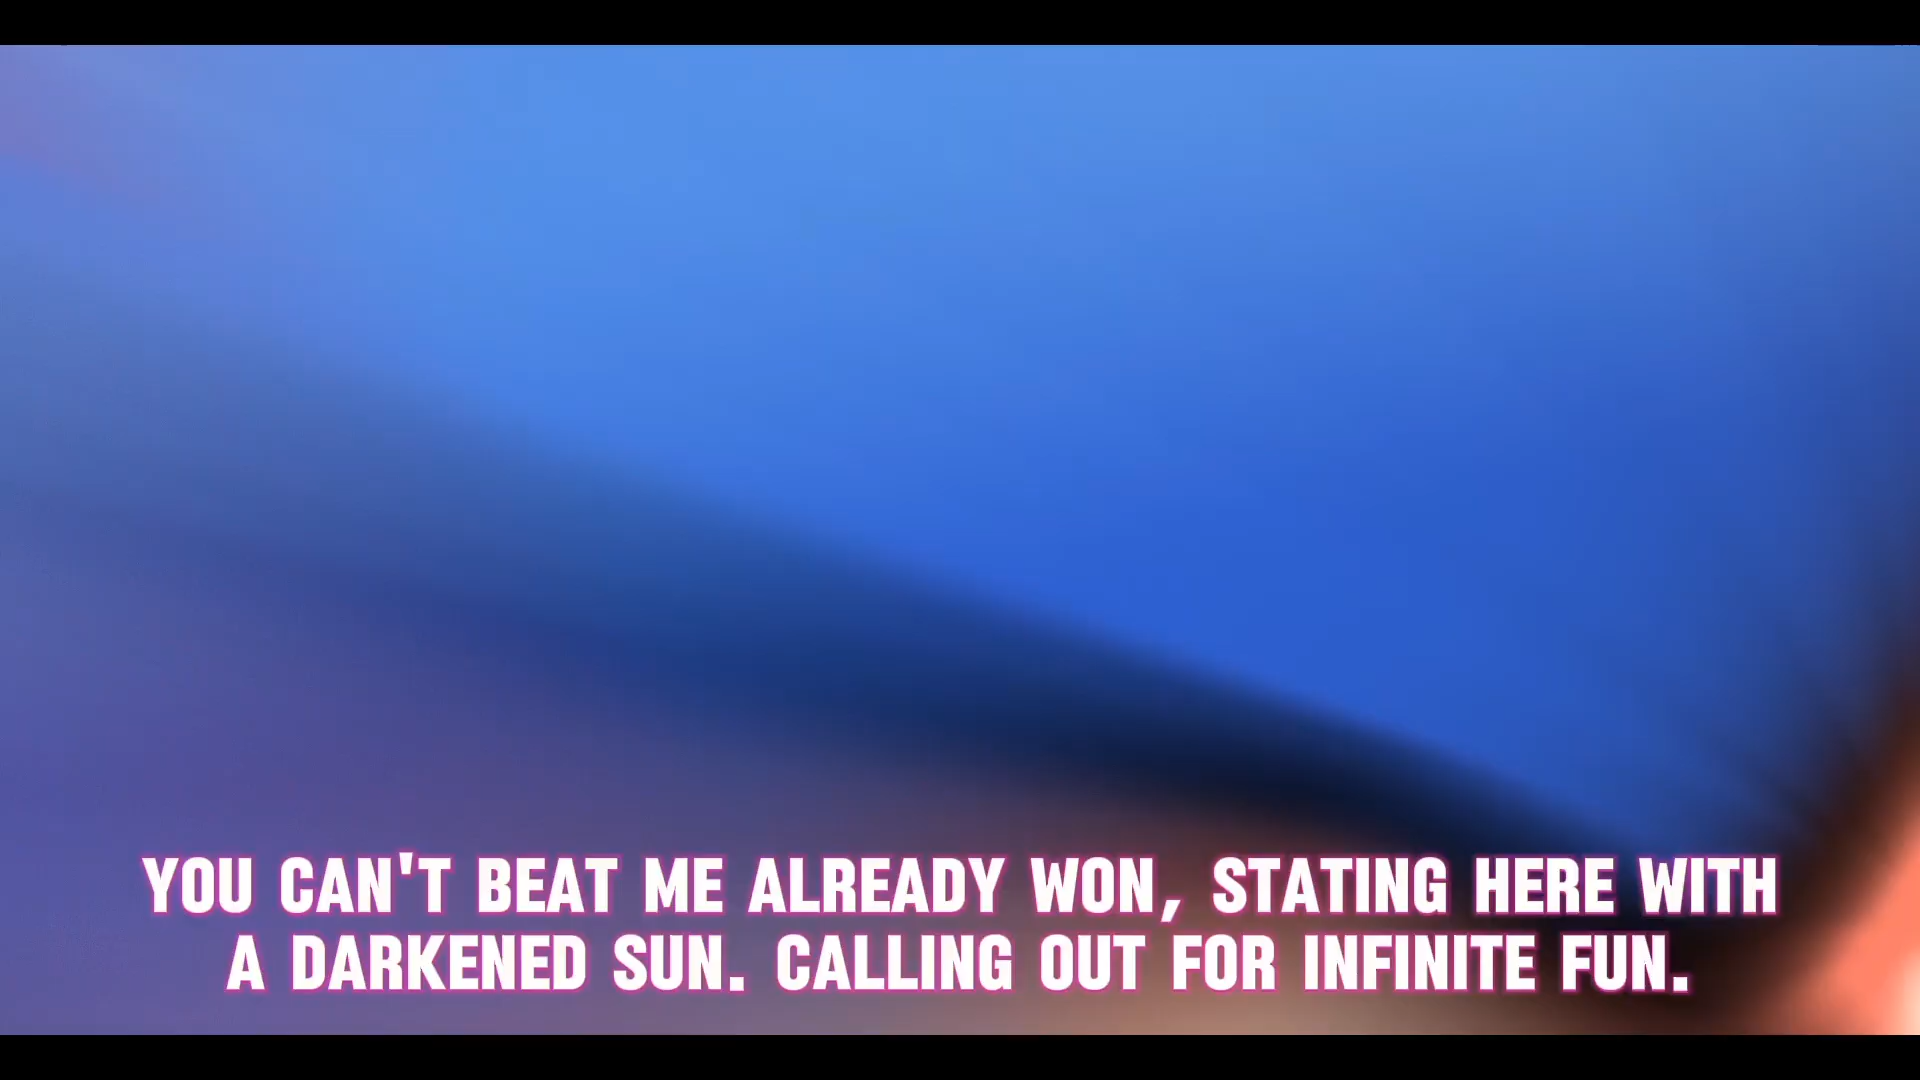 YOU CAN'T BEAT ME ALREADY WON, STATING HERE WITH
A DARKENED SUN. CALLING OUT FOR INFINITE FUN.